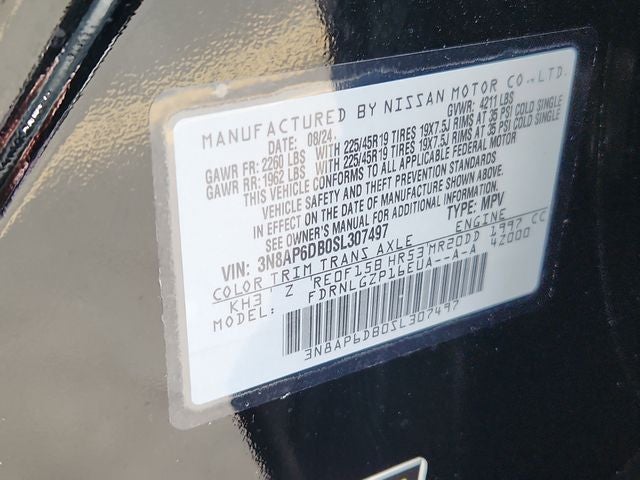 MANUFACTURED BY NISSAN MOTOR CO.,LTD.
DATE: 08/24 GVWR: 4211 LBS
GAWR FR: 2260 LBS WITH 225/45R19 TIRES 19X7.5J RIMS AT 35 PSI COLD SINGLE
GAWR RR: 1962 LBS WITH 225/45R19 TIRES 19X7.5J RIMS AT 35 PSI COLD SINGLE
THIS VEHICLE CONFORMS TO ALL APPLICABLE FEDERAL MOTOR
VEHICLE SAFETY AND THEFT PREVENTION STANDARDS
IN EFFECT ON THE DATE OF MANUFACTURE SHOWN ABOVE.
SEE OWNER'S MANUAL FOR ADDITIONAL INFORMATION.
VIN: 3N8AP6DB0SL307497 TYPE: MPV
COLOR TRIM TRANS AXLE ENGINE
KH3 Z RE0F15B HR53 MR20DD 1997 CC
MODEL: FDRNLGZP16EUA--A-A 42000
3N8AP6DB0SL307497